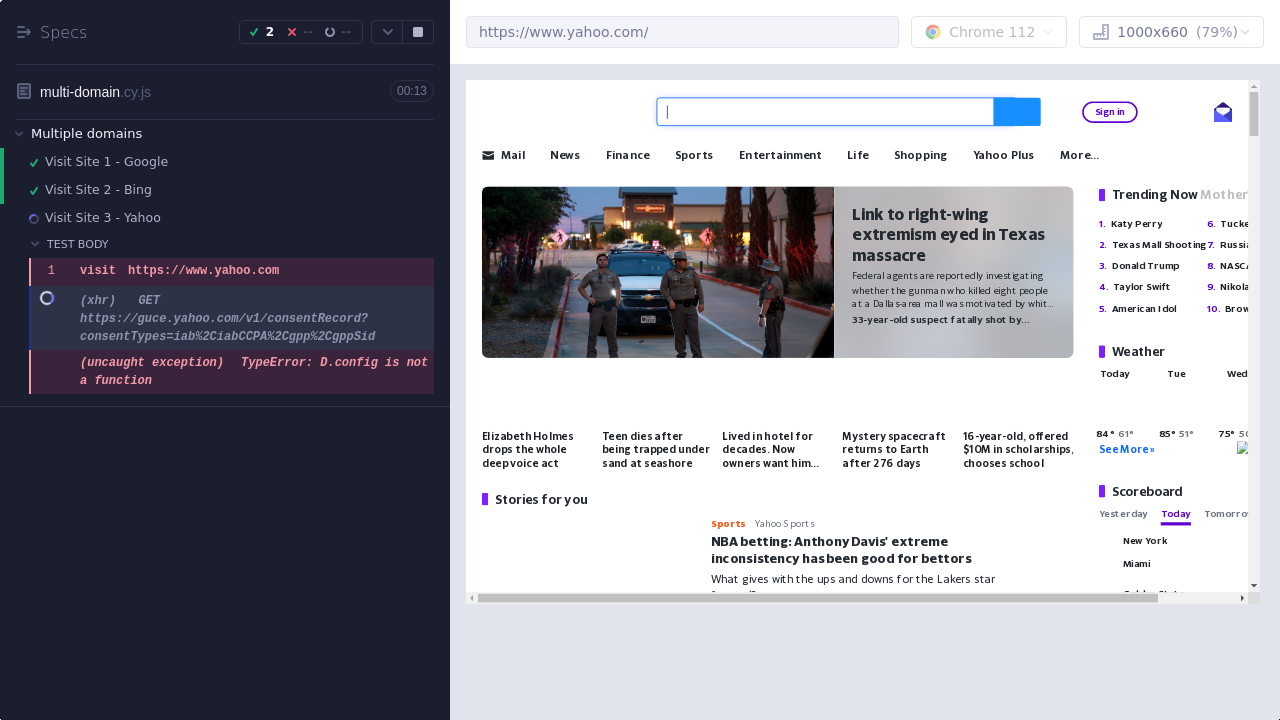 Specs
2
--
--
multi-domain.cy.js
00:13
Multiple domains
Visit Site 1 - Google
Visit Site 2 - Bing
Visit Site 3 - Yahoo
TEST BODY
1 visit https://www.yahoo.com
(xhr) GET
https://guce.yahoo.com/v1/consentRecord?
consentTypes=iab%2CiabCCPA%2Cgpp%2CgppSid
(uncaught exception) TypeError: D.config is not
a function
https://www.yahoo.com/
Chrome 112
1000x660 (79%)
Sign in
Mail News Finance Sports Entertainment Life Shopping Yahoo Plus More...
Link to right-wing
extremism eyed in Texas
massacre
Federal agents are reportedly investigating
whether the gunman who killed eight people
at a Dallas-area mall was motivated by whit...
33-year-old suspect fatally shot by...
Elizabeth Holmes
drops the whole
deep voice act
Teen dies after
being trapped under
sand at seashore
Lived in hotel for
decades. Now
owners want him...
Mystery spacecraft
returns to Earth
after 276 days
16-year-old, offered
$10M in scholarships,
chooses school
Stories for you
Sports Yahoo Sports
NBA betting: Anthony Davis' extreme
inconsistency has been good for bettors
What gives with the ups and downs for the Lakers star
Trending Now Mother'
1. Katy Perry
2. Texas Mall Shooting
3. Donald Trump
4. Taylor Swift
5. American Idol
6. Tucke
7. Russia
8. NASCA
9. Nikola
10. Brow
Weather
Today Tue Wed
84° 61° 85° 51° 75° 50
See More »
Scoreboard
Yesterday Today Tomorrow
New York
Miami